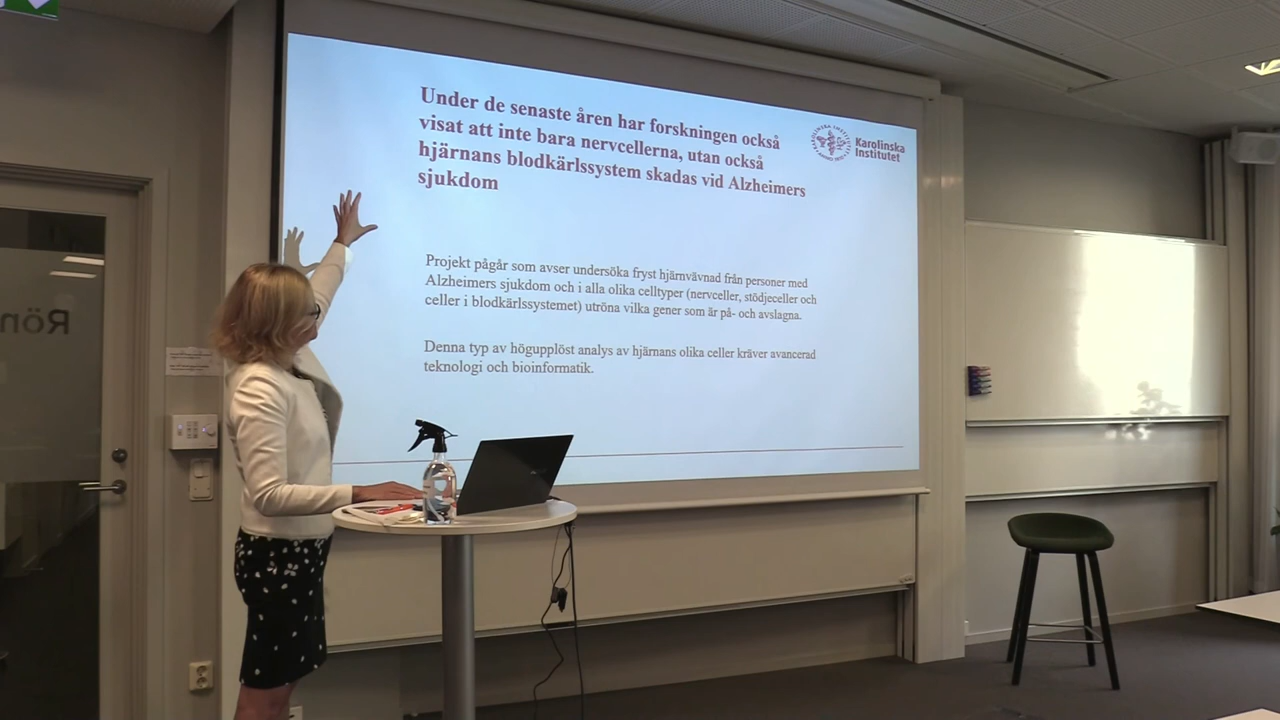 Under de senaste åren har forskningen också
visat att inte bara nervcellerna, utan också
hjärnans blodkärlssystem skadas vid Alzheimers
sjukdom
Karolinska
Institutet
Projekt pågår som avser undersöka fryst hjärnvävnad från personer med
Alzheimers sjukdom och i alla olika celltyper (nervceller, stödjeceller och
celler i blodkärlssystemet) utröna vilka gener som är på- och avslagna.
Denna typ av högupplöst analys av hjärnans olika celler kräver avancerad
teknologi och bioinformatik.
Rön